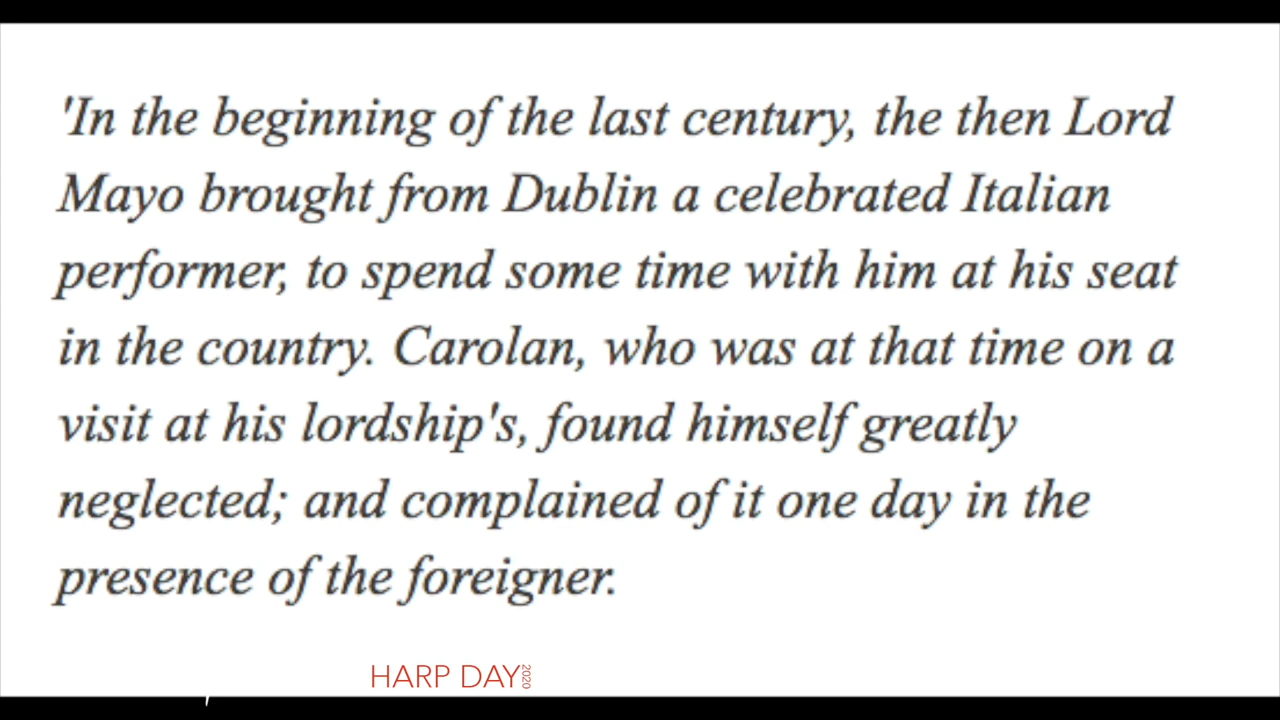 'In the beginning of the last century, the then Lord
Mayo brought from Dublin a celebrated Italian
performer, to spend some time with him at his seat
in the country. Carolan, who was at that time on a
visit at his lordship's, found himself greatly
neglected; and complained of it one day in the
presence of the foreigner.
HARP DAY 2020